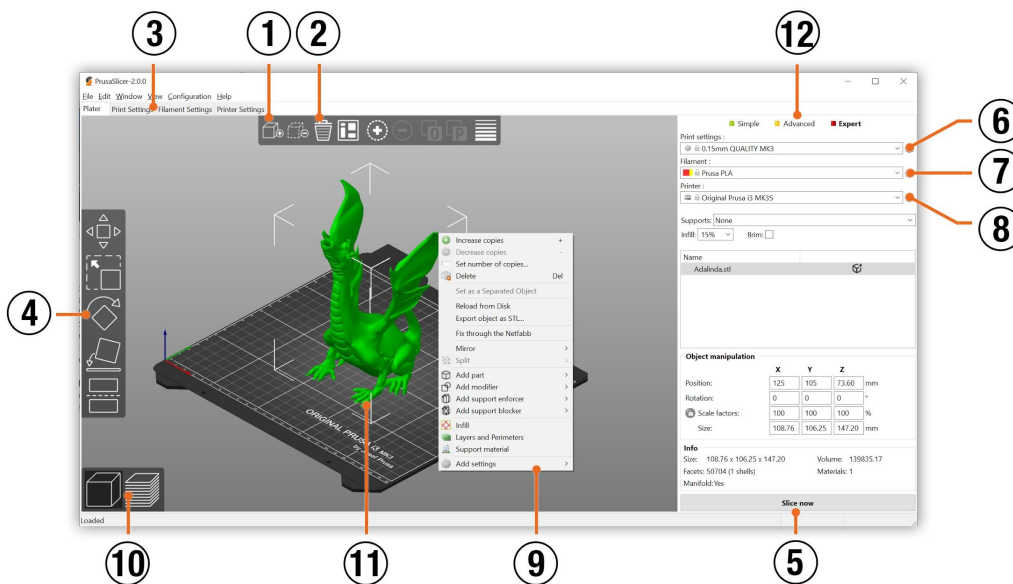 3
1
2
12
PrusaSlicer-2.0.0
File Edit Window View Configuration Help
Plater Print Settings Filament Settings Printer Settings
Simple Advanced Expert
Print settings :
0.15mm QUALITY MK3
6
Filament :
Prusa PLA
7
Printer :
Original Prusa i3 MK3S
8
Supports: None
Infill: 15% Brim:
Name
Adalinda.stl
4
Increase copies +
Decrease copies -
Set number of copies...
Delete Del
Set as a Separated Object
Reload from Disk
Export object as STL...
Fix through the Netfabb
Mirror
Split
Add part
Add modifier
Add support enforcer
Add support blocker
Infill
Layers and Perimeters
Support material
Add settings
ORIGINAL PRUSA i3 MK3
by Josef Prusa
Object manipulation
X Y Z
Position: 125 105 73.60 mm
Rotation: 0 0 0 °
Scale factors: 100 100 100 %
Size: 108.76 106.25 147.20 mm
Info
Size: 108.76 x 106.25 x 147.20 Volume: 139835.17
Facets: 50704 (1 shells) Materials: 1
Manifold:Yes
Slice now
Loaded
10
11
9
5